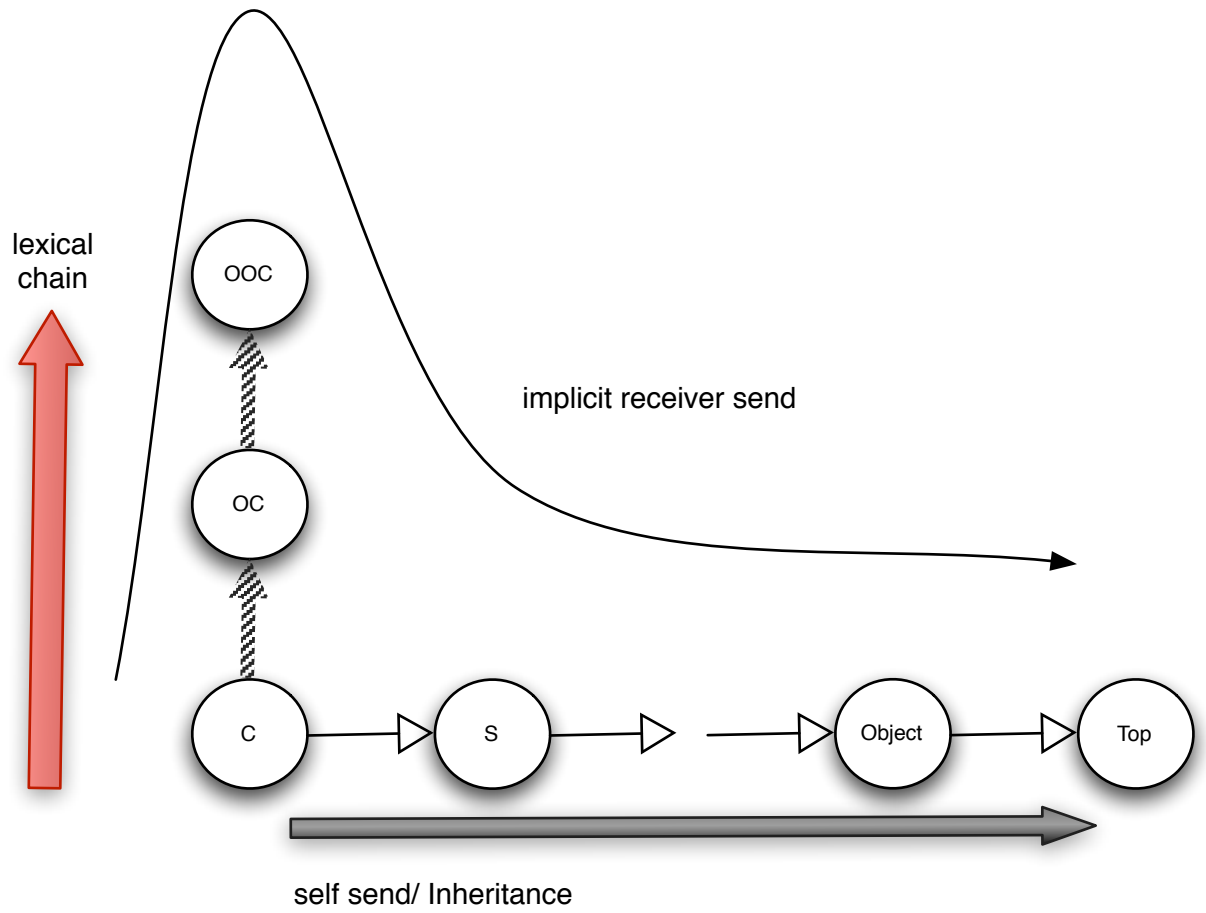 lexical
chain
OOC
implicit receiver send
OC
C
S
Object
Top
self send/ Inheritance